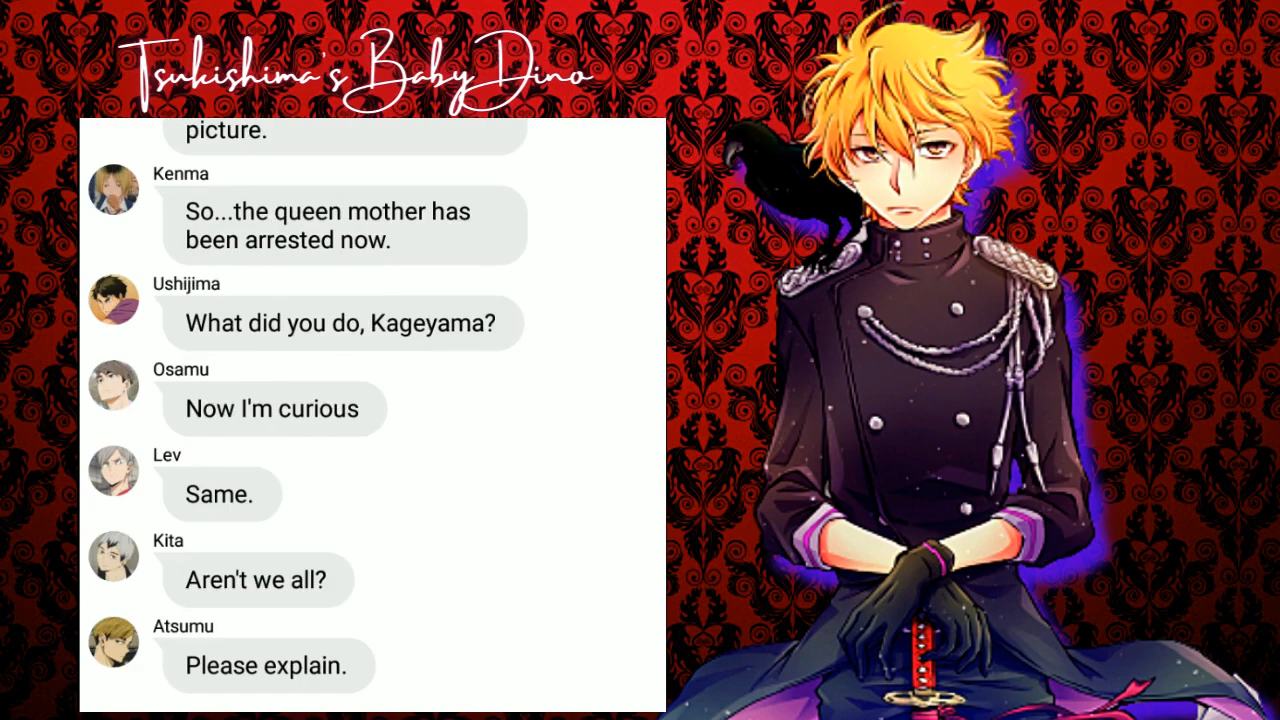 Tsukishima's Baby Dino
picture.
Kenma
So...the queen mother has
been arrested now.
Ushijima
What did you do, Kageyama?
Osamu
Now I'm curious
Lev
Same.
Kita
Aren't we all?
Atsumu
Please explain.